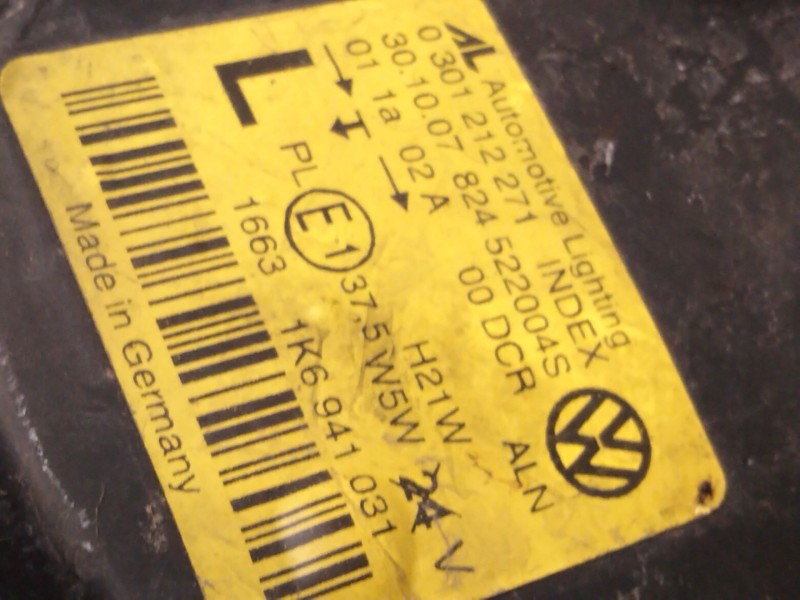 AL Automotive Lighting
0 301 212 271 INDEX
30.10.07 824 522004S
01 1a 02 A 00 DCR ALN
L
PL E1 37,5 W5W H21W
24 V
1663 1K6 941 031
Made in Germany